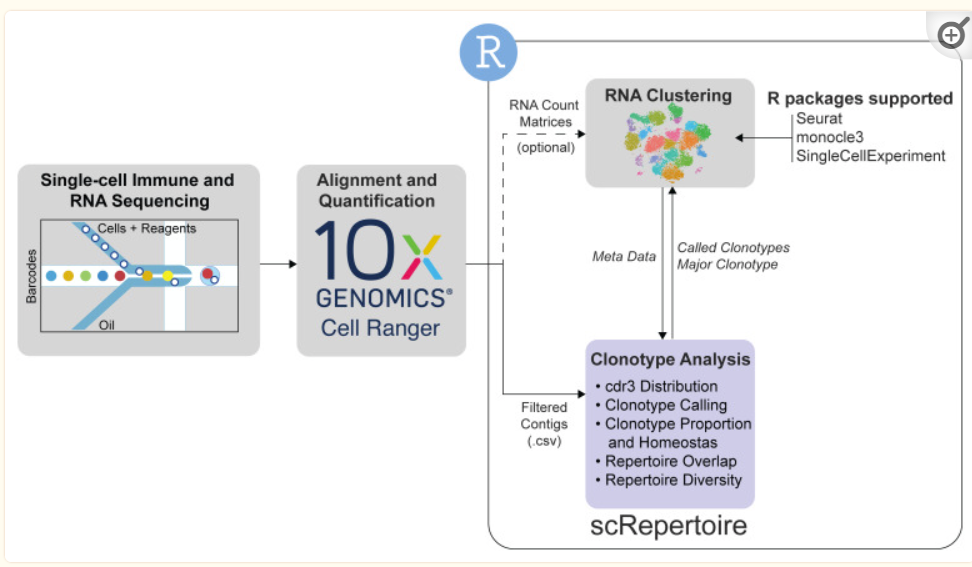 Single-cell Immune and
RNA Sequencing
Cells + Reagents
Barcodes
Oil
Alignment and
Quantification
10x
GENOMICS®
Cell Ranger
R
RNA Count
Matrices
(optional)
RNA Clustering
R packages supported
Seurat
monocle3
SingleCellExperiment
Meta Data
Called Clonotypes
Major Clonotype
Filtered
Contigs
(.csv)
Clonotype Analysis
• cdr3 Distribution
• Clonotype Calling
• Clonotype Proportion
and Homeostas
• Repertoire Overlap
• Repertoire Diversity
scRepertoire